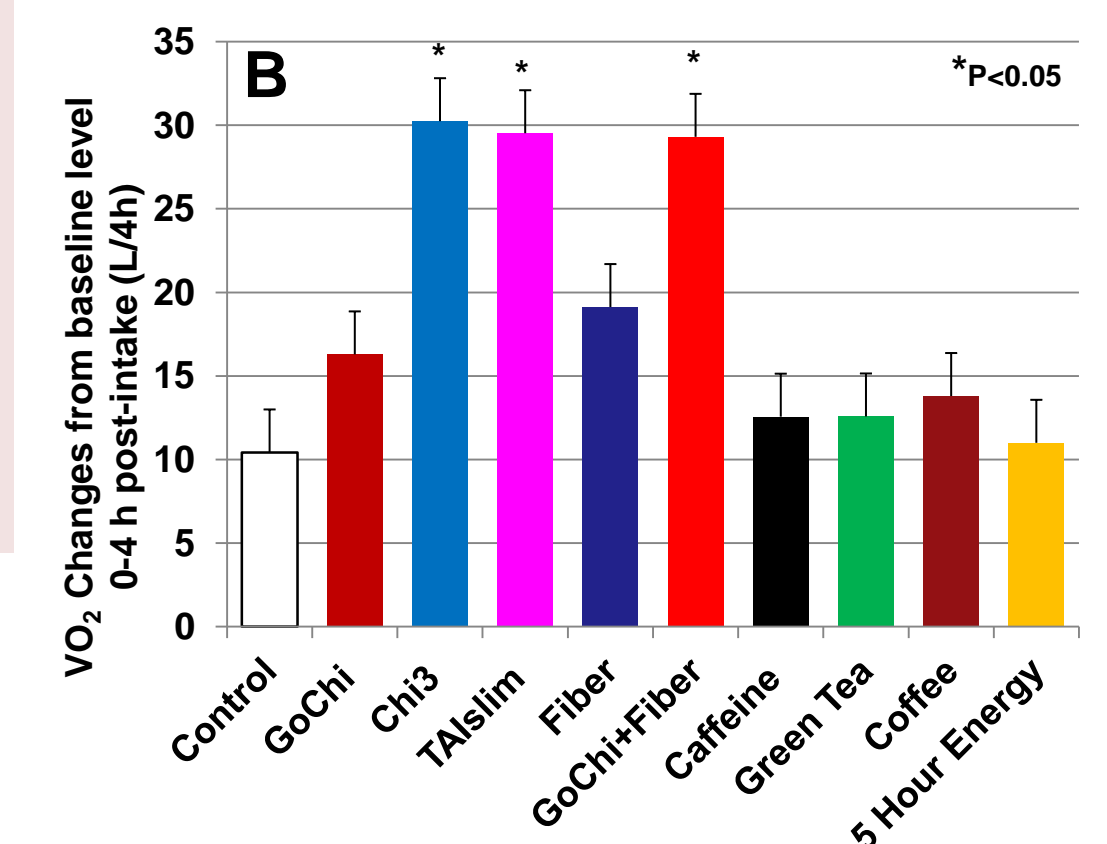 VO2 Changes from baseline level
0-4 h post-intake (L/4h)
35
30
25
20
15
10
5
0
B
*
*
*
*P<0.05
Control
GoChi
Chi3
TAIslim
Fiber
GoChi+Fiber
Caffeine
Green Tea
Coffee
5 Hour Energy